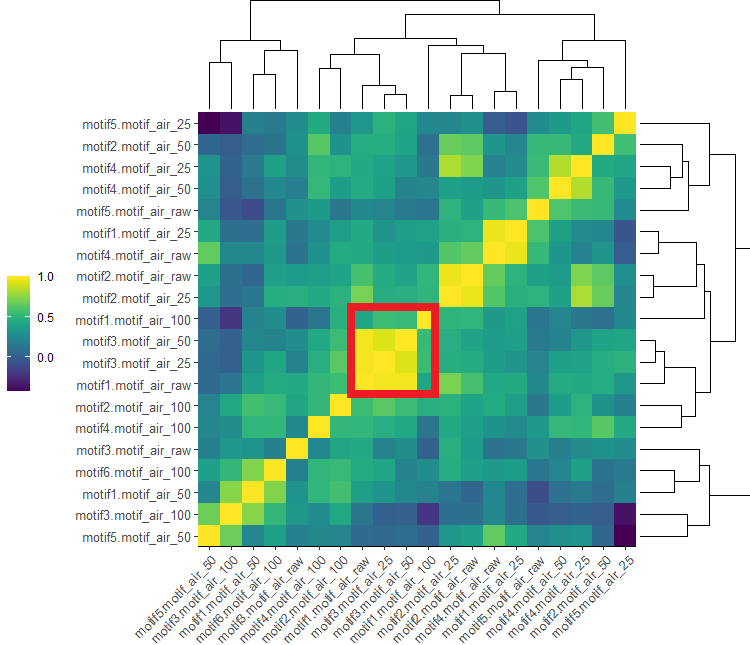 motif5.motif_air_25
motif2.motif_air_50
motif4.motif_air_25
motif4.motif_air_50
motif5.motif_air_raw
motif1.motif_air_25
motif4.motif_air_raw
motif2.motif_air_raw
motif2.motif_air_25
motif1.motif_air_100
motif3.motif_air_50
motif3.motif_air_25
motif1.motif_air_raw
motif2.motif_air_100
motif4.motif_air_100
motif3.motif_air_raw
motif6.motif_air_100
motif1.motif_air_50
motif3.motif_air_100
motif5.motif_air_50
1.0
0.5
0.0
motif5.motif_air_50
motif3.motif_air_100
motif1.motif_air_50
motif6.motif_air_100
motif3.motif_air_raw
motif4.motif_air_100
motif2.motif_air_100
motif1.motif_air_raw
motif3.motif_air_25
motif3.motif_air_50
motif1.motif_air_100
motif2.motif_air_25
motif2.motif_air_raw
motif4.motif_air_raw
motif1.motif_air_25
motif5.motif_air_raw
motif4.motif_air_50
motif4.motif_air_25
motif2.motif_air_50
motif5.motif_air_25